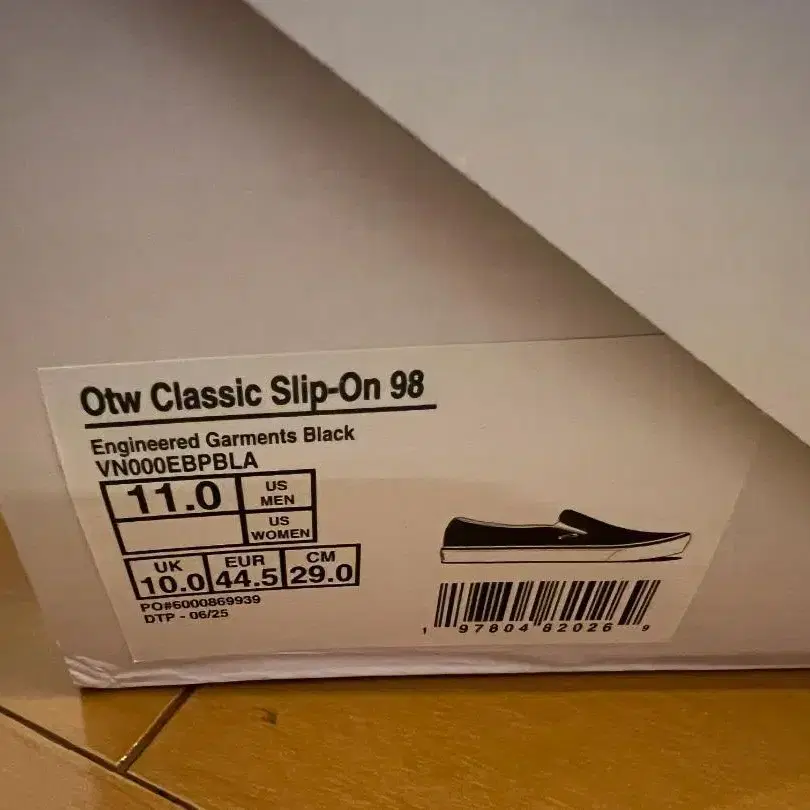 Otw Classic Slip-On 98
Engineered Garments Black
VN000EBPBLA
11.0 US MEN
US WOMEN
UK EUR CM
10.0 44.5 29.0
PO#6000869939
DTP - 06/25
1 97804 82026 9